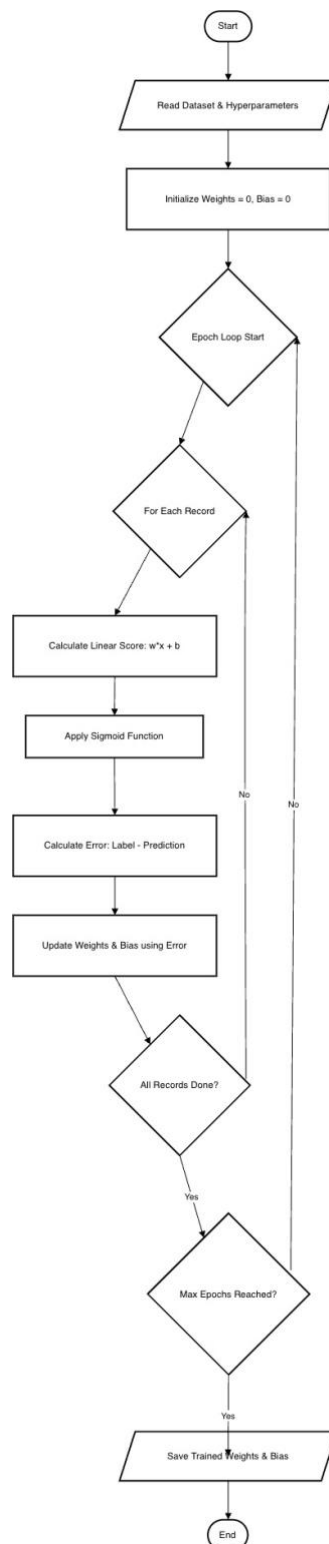 Start
Read Dataset & Hyperparameters
Initialize Weights = 0, Bias = 0
Epoch Loop Start
For Each Record
Calculate Linear Score: w*x + b
Apply Sigmoid Function
No
No
Calculate Error: Label - Prediction
Update Weights & Bias using Error
All Records Done?
Yes
Max Epochs Reached?
Yes
Save Trained Weights & Bias
End